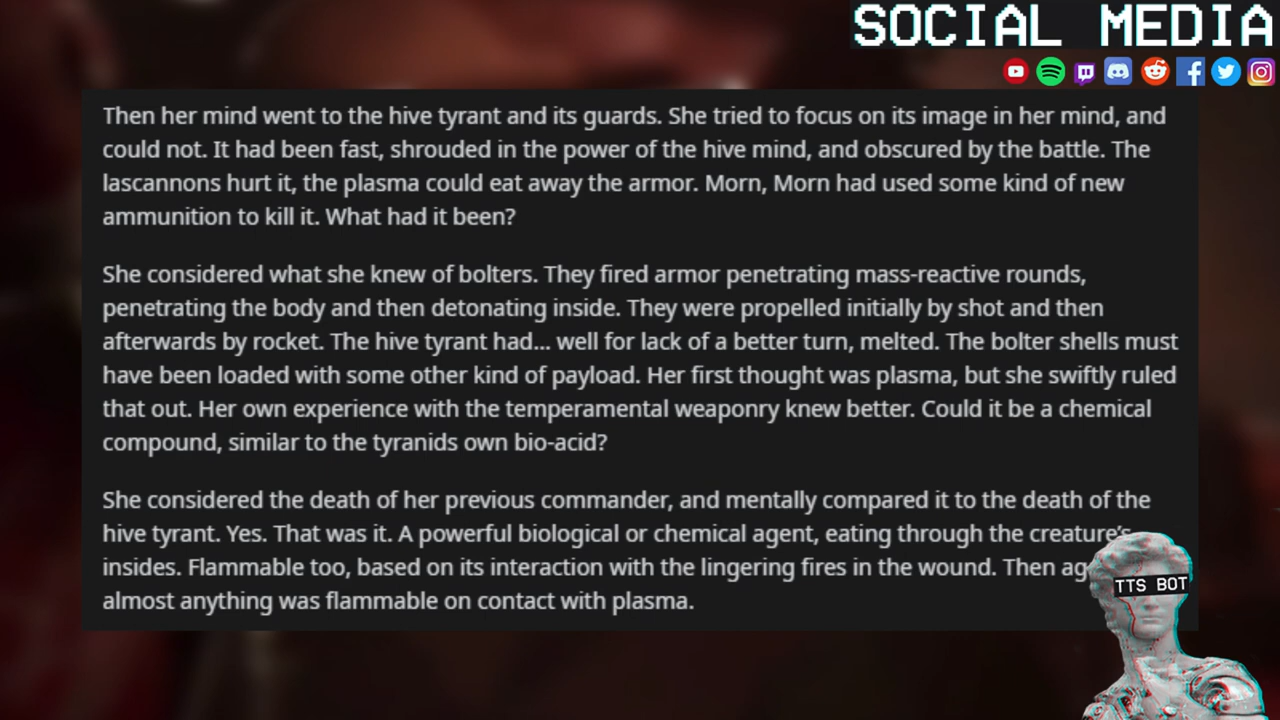 SOCIAL MEDIA
Then her mind went to the hive tyrant and its guards. She tried to focus on its image in her mind, and
could not. It had been fast, shrouded in the power of the hive mind, and obscured by the battle. The
lascannons hurt it, the plasma could eat away the armor. Morn, Morn had used some kind of new
ammunition to kill it. What had it been?
She considered what she knew of bolters. They fired armor penetrating mass-reactive rounds,
penetrating the body and then detonating inside. They were propelled initially by shot and then
afterwards by rocket. The hive tyrant had... well for lack of a better turn, melted. The bolter shells must
have been loaded with some other kind of payload. Her first thought was plasma, but she swiftly ruled
that out. Her own experience with the temperamental weaponry knew better. Could it be a chemical
compound, similar to the tyranids own bio-acid?
She considered the death of her previous commander, and mentally compared it to the death of the
hive tyrant. Yes. That was it. A powerful biological or chemical agent, eating through the creature's
insides. Flammable too, based on its interaction with the lingering fires in the wound. Then
almost anything was flammable on contact with plasma.
TTS BOT